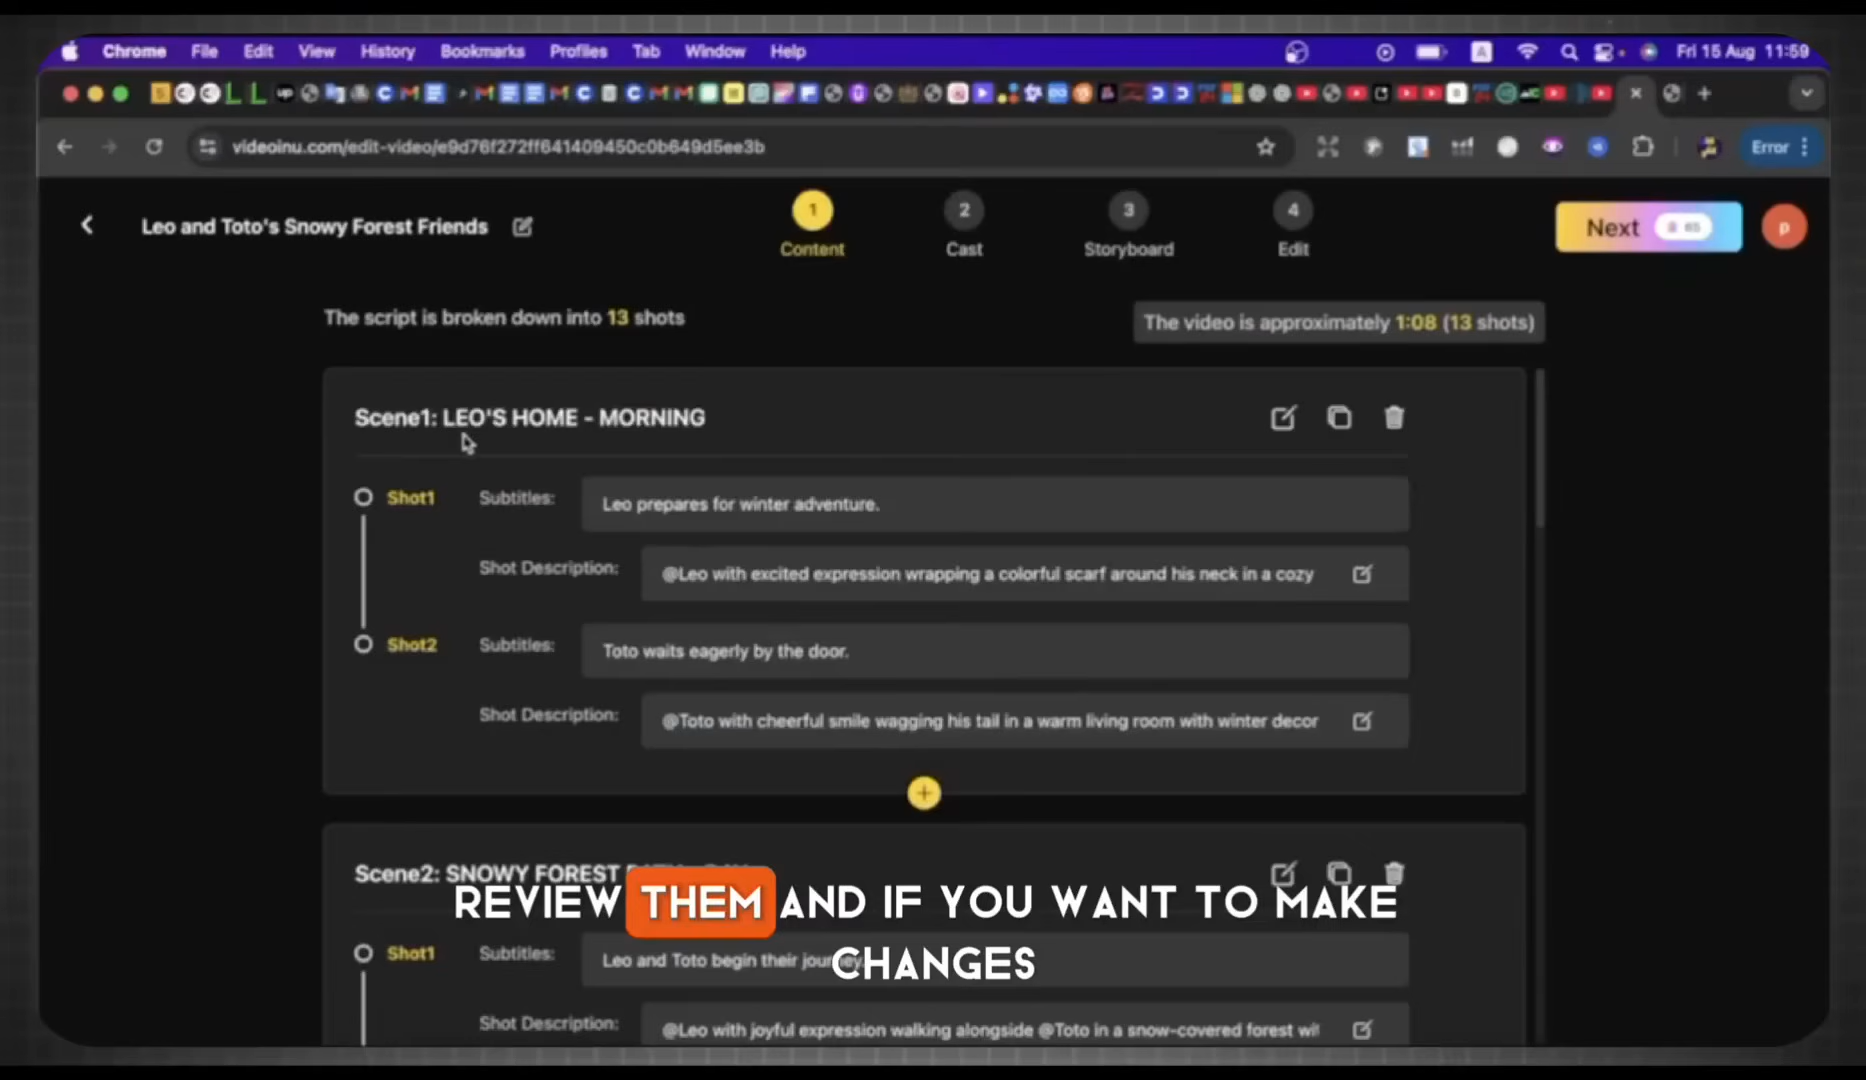 Chrome File Edit View History Bookmarks Profiles Tab Window Help A Fri 15 Aug 11:59
videoinu.com/edit-video/e9d76f272ff641409450c0b649d5ee3b Error
Leo and Toto's Snowy Forest Friends 1 2 3 4 Next 65 p
Content Cast Storyboard Edit
The script is broken down into 13 shots
The video is approximately 1:08 (13 shots)
Scene1: LEO'S HOME - MORNING
Shot1 Subtitles: Leo prepares for winter adventure.
Shot Description: @Leo with excited expression wrapping a colorful scarf around his neck in a cozy
Shot2 Subtitles: Toto waits eagerly by the door.
Shot Description: @Toto with cheerful smile wagging his tail in a warm living room with winter decor
Scene2: SNOWY FOREST
REVIEW THEM AND IF YOU WANT TO MAKE
CHANGES
Shot1 Subtitles: Leo and Toto begin their journey.
Shot Description: @Leo with joyful expression walking alongside @Toto in a snow-covered forest wit